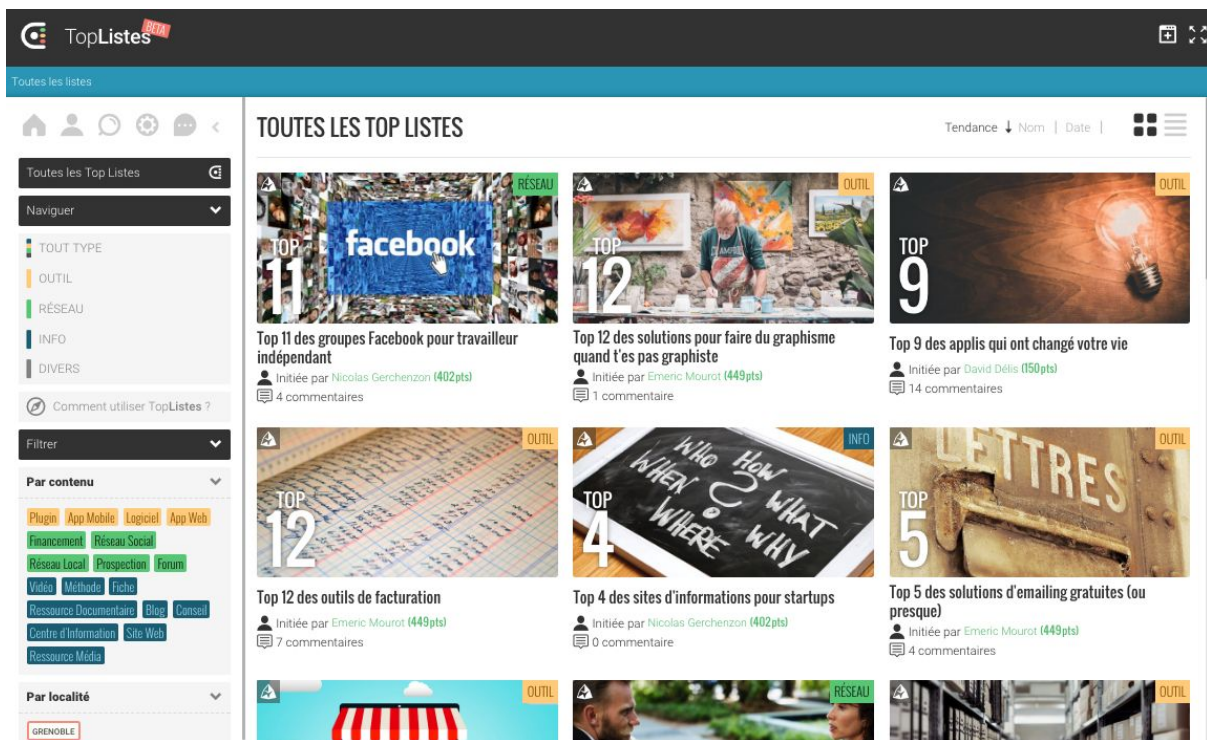 TopListes BETA
Toutes les listes
Toutes les Top Listes
Naviguer
TOUT TYPE
OUTIL
RÉSEAU
INFO
DIVERS
Comment utiliser TopListes ?
Filtrer
Par contenu
Plugin App Mobile Logiciel App Web
Financement Réseau Social
Réseau Local Prospection Forum
Vidéo Méthode Fiche
Ressource Documentaire Blog Conseil
Centre d'Information Site Web
Ressource Média
Par localité
GRENOBLE
TOUTES LES TOP LISTES
Tendance ↓ Nom | Date |
RÉSEAU
facebook
TOP
11
Top 11 des groupes Facebook pour travailleur
indépendant
Initiée par Nicolas Gerchenzon (402pts)
4 commentaires
OUTIL
TOP
12
Top 12 des solutions pour faire du graphisme
quand t'es pas graphiste
Initiée par Emeric Mourot (449pts)
1 commentaire
OUTIL
TOP
9
Top 9 des applis qui ont changé votre vie
Initiée par David Délis (150pts)
14 commentaires
OUTIL
TOP
12
Top 12 des outils de facturation
Initiée par Emeric Mourot (449pts)
7 commentaires
INFO
WHO HOW
WHEN ? WHAT
WHERE WHY
TOP
4
Top 4 des sites d'informations pour startups
Initiée par Nicolas Gerchenzon (402pts)
0 commentaire
OUTIL
LETTRES
TOP
5
Top 5 des solutions d'emailing gratuites (ou
presque)
Initiée par Emeric Mourot (449pts)
4 commentaires
OUTIL
RÉSEAU
OUTIL